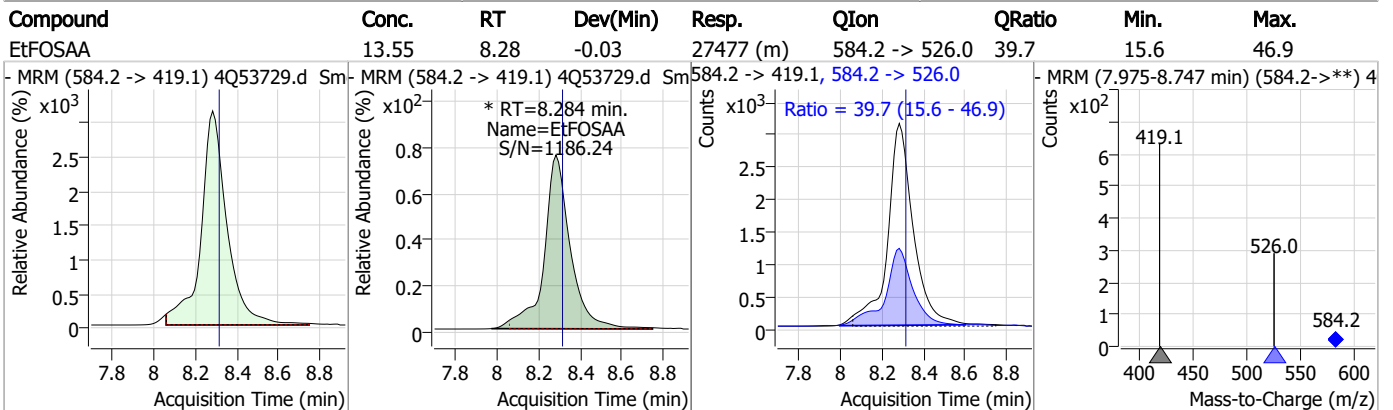 Compound Conc. RT Dev(Min) Resp. QIon QRatio Min. Max.
EtFOSAA 13.55 8.28 -0.03 27477 (m) 584.2 -> 526.0 39.7 15.6 46.9
- MRM (584.2 -> 419.1) 4Q53729.d Sm
Relative Abundance (%)
x10³
2.5
2
1.5
1
0.5
0
7.8 8 8.2 8.4 8.6 8.8
Acquisition Time (min)
- MRM (584.2 -> 419.1) 4Q53729.d Sm
Relative Abundance (%)
x10²
* RT=8.284 min.
Name=EtFOSAA
S/N=1186.24
0.8
0.6
0.4
0.2
0
7.8 8 8.2 8.4 8.6 8.8
Acquisition Time (min)
584.2 -> 419.1, 584.2 -> 526.0
Counts
x10³
Ratio = 39.7 (15.6 - 46.9)
2.5
2
1.5
1
0.5
0
7.8 8 8.2 8.4 8.6 8.8
Acquisition Time (min)
- MRM (7.975-8.747 min) (584.2->**) 4
Counts
x10²
419.1
526.0
584.2
6
5
4
3
2
1
0
400 450 500 550 600
Mass-to-Charge (m/z)